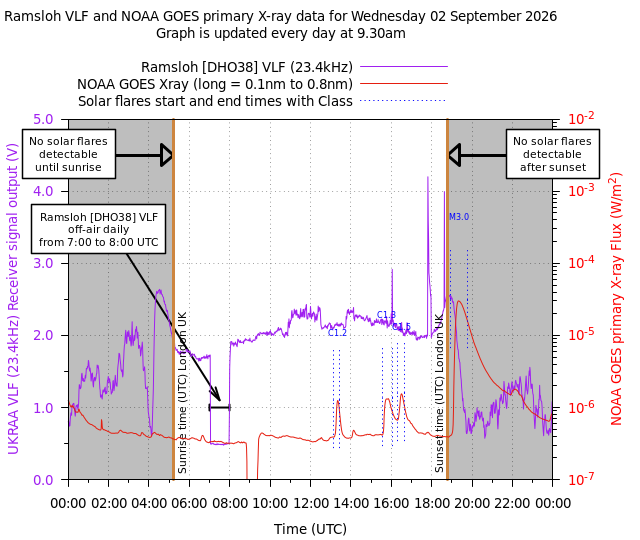 Ramsloh VLF and NOAA GOES primary X-ray data for Wednesday 02 September 2026
Graph is updated every day at 9.30am
Ramsloh [DHO38] VLF (23.4kHz)
NOAA GOES Xray (long = 0.1nm to 0.8nm)
Solar flares start and end times with Class
5.0
4.0
3.0
2.0
1.0
0.0
UKRAA VLF (23.4kHz) Receiver signal output (V)
No solar flares
detectable
until sunrise
Ramsloh [DHO38] VLF
off-air daily
from 7:00 to 8:00 UTC
Sunrise time (UTC) London UK
C1.2
C1.3
C1.5
M3.0
Sunset time (UTC) London UK
No solar flares
detectable
after sunset
10-2
10-3
10-4
10-5
10-6
10-7
NOAA GOES primary X-ray Flux (W/m2)
00:00 02:00 04:00 06:00 08:00 10:00 12:00 14:00 16:00 18:00 20:00 22:00 00:00
Time (UTC)